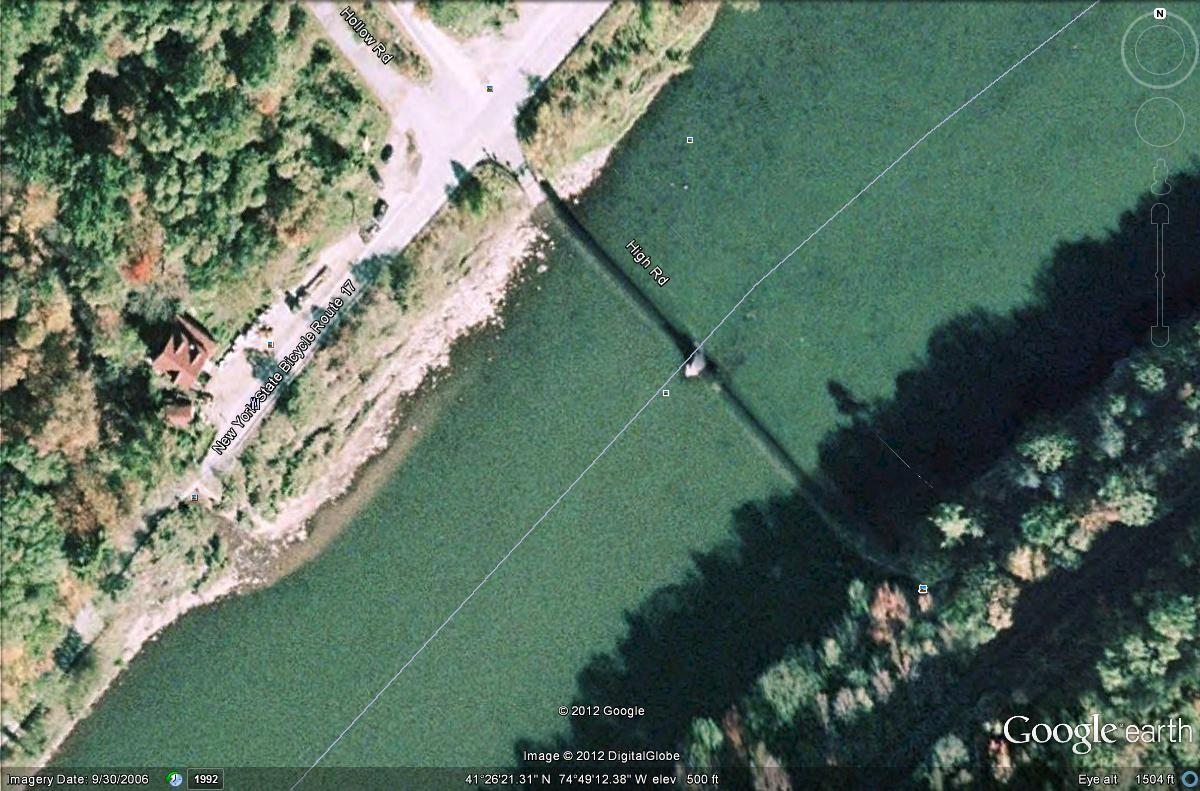 Hollow Rd
N
High Rd
New York State Bicycle Route 17
© 2012 Google
Google earth
Image © 2012 DigitalGlobe
Imagery Date: 9/30/2006 1992 41°26'21.31" N 74°49'12.38" W elev 500 ft Eye alt 1504 ft